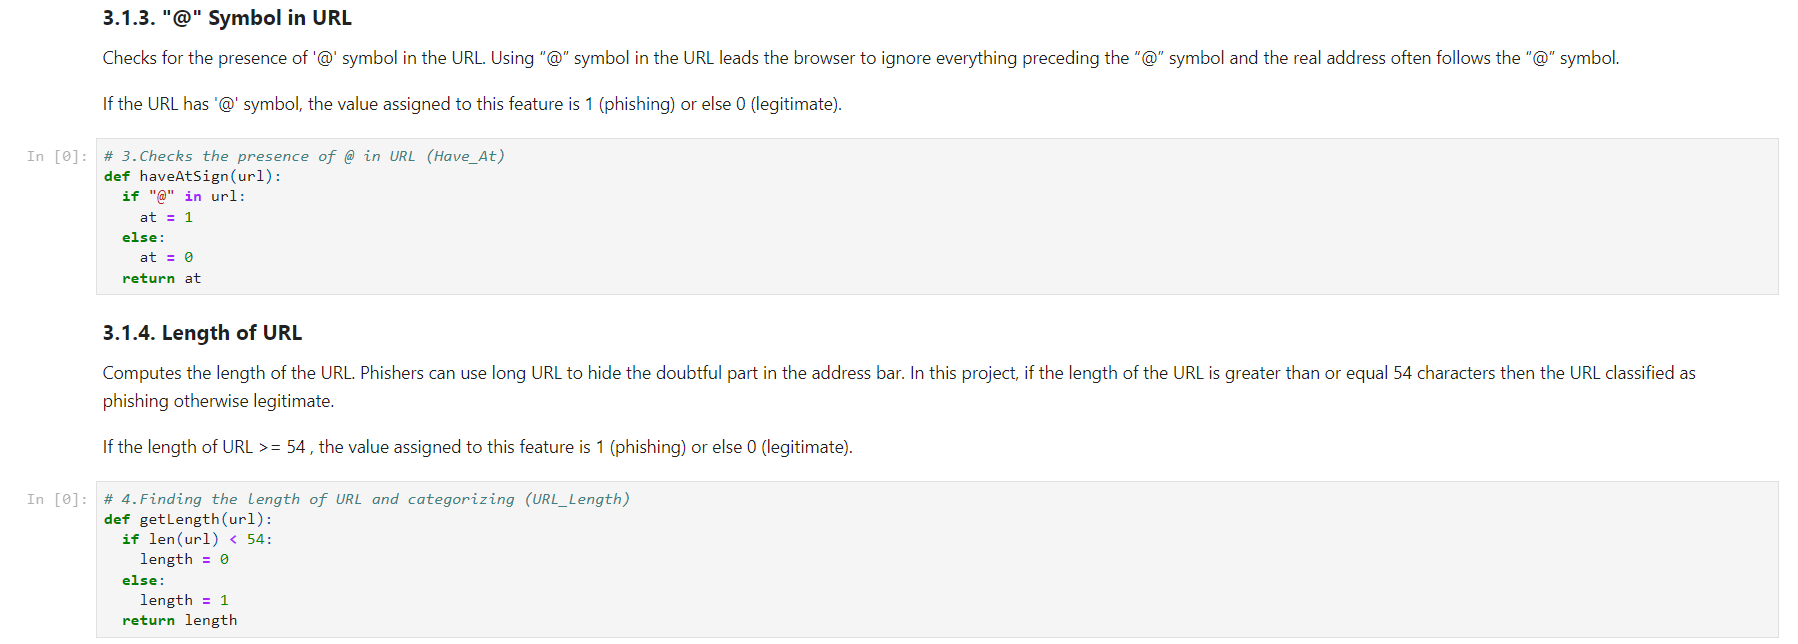 3.1.3. "@" Symbol in URL
Checks for the presence of '@' symbol in the URL. Using “@” symbol in the URL leads the browser to ignore everything preceding the “@” symbol and the real address often follows the “@” symbol.
If the URL has '@' symbol, the value assigned to this feature is 1 (phishing) or else 0 (legitimate).
In [0]:
# 3.Checks the presence of @ in URL (Have_At)
def haveAtSign(url):
  if "@" in url:
    at = 1
  else:
    at = 0
  return at
3.1.4. Length of URL
Computes the length of the URL. Phishers can use long URL to hide the doubtful part in the address bar. In this project, if the length of the URL is greater than or equal 54 characters then the URL classified as
phishing otherwise legitimate.
If the length of URL >= 54 , the value assigned to this feature is 1 (phishing) or else 0 (legitimate).
In [0]:
# 4.Finding the length of URL and categorizing (URL_Length)
def getLength(url):
  if len(url) < 54:
    length = 0
  else:
    length = 1
  return length